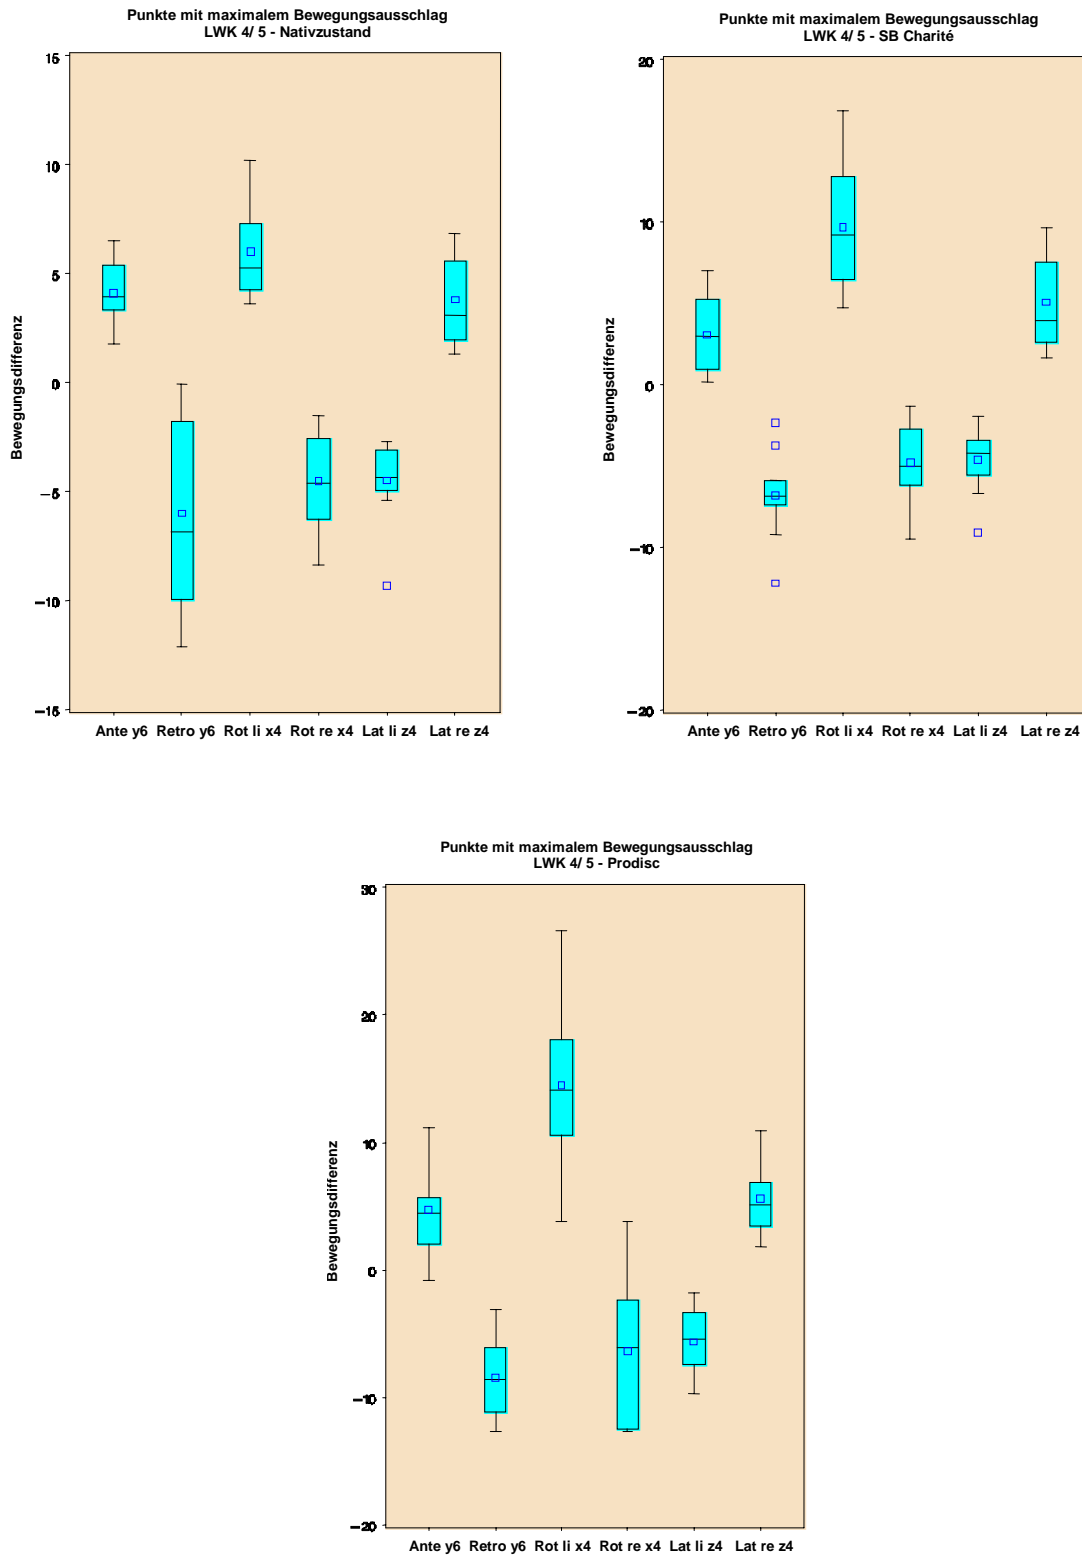 Punkte mit maximalem Bewegungsausschlag
LWK 4/ 5 - Nativzustand
15
10
5
0
−5
−10
−15
Bewegungsdifferenz
Ante y6 Retro y6 Rot li x4 Rot re x4 Lat li z4 Lat re z4
Punkte mit maximalem Bewegungsausschlag
LWK 4/ 5 - SB Charité
20
10
0
−10
−20
Bewegungsdifferenz
Ante y6 Retro y6 Rot li x4 Rot re x4 Lat li z4 Lat re z4
Punkte mit maximalem Bewegungsausschlag
LWK 4/ 5 - Prodisc
30
20
10
0
−10
−20
Bewegungsdifferenz
Ante y6 Retro y6 Rot li x4 Rot re x4 Lat li z4 Lat re z4